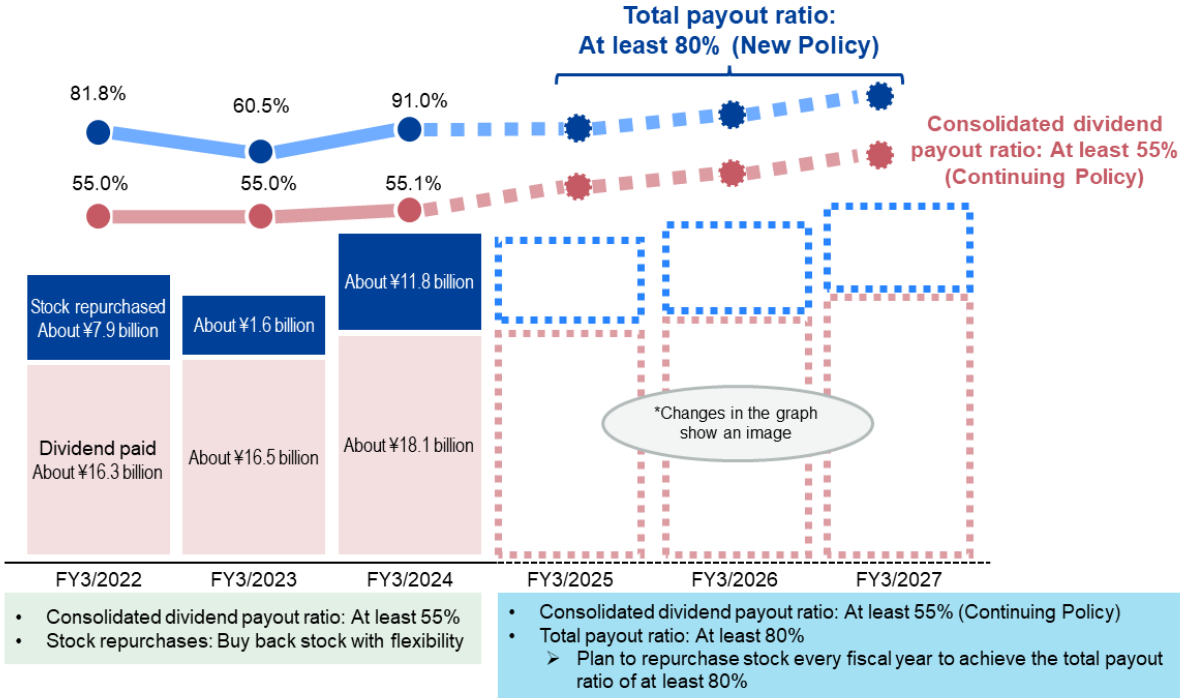 Total payout ratio:
At least 80% (New Policy)
81.8%
60.5%
91.0%
Consolidated dividend
payout ratio: At least 55%
(Continuing Policy)
55.0%
55.0%
55.1%
Stock repurchased
About ¥7.9 billion
About ¥1.6 billion
About ¥11.8 billion
Dividend paid
About ¥16.3 billion
About ¥16.5 billion
About ¥18.1 billion
*Changes in the graph
show an image
FY3/2022
FY3/2023
FY3/2024
FY3/2025
FY3/2026
FY3/2027
• Consolidated dividend payout ratio: At least 55%
• Stock repurchases: Buy back stock with flexibility
• Consolidated dividend payout ratio: At least 55% (Continuing Policy)
• Total payout ratio: At least 80%
➢ Plan to repurchase stock every fiscal year to achieve the total payout
ratio of at least 80%